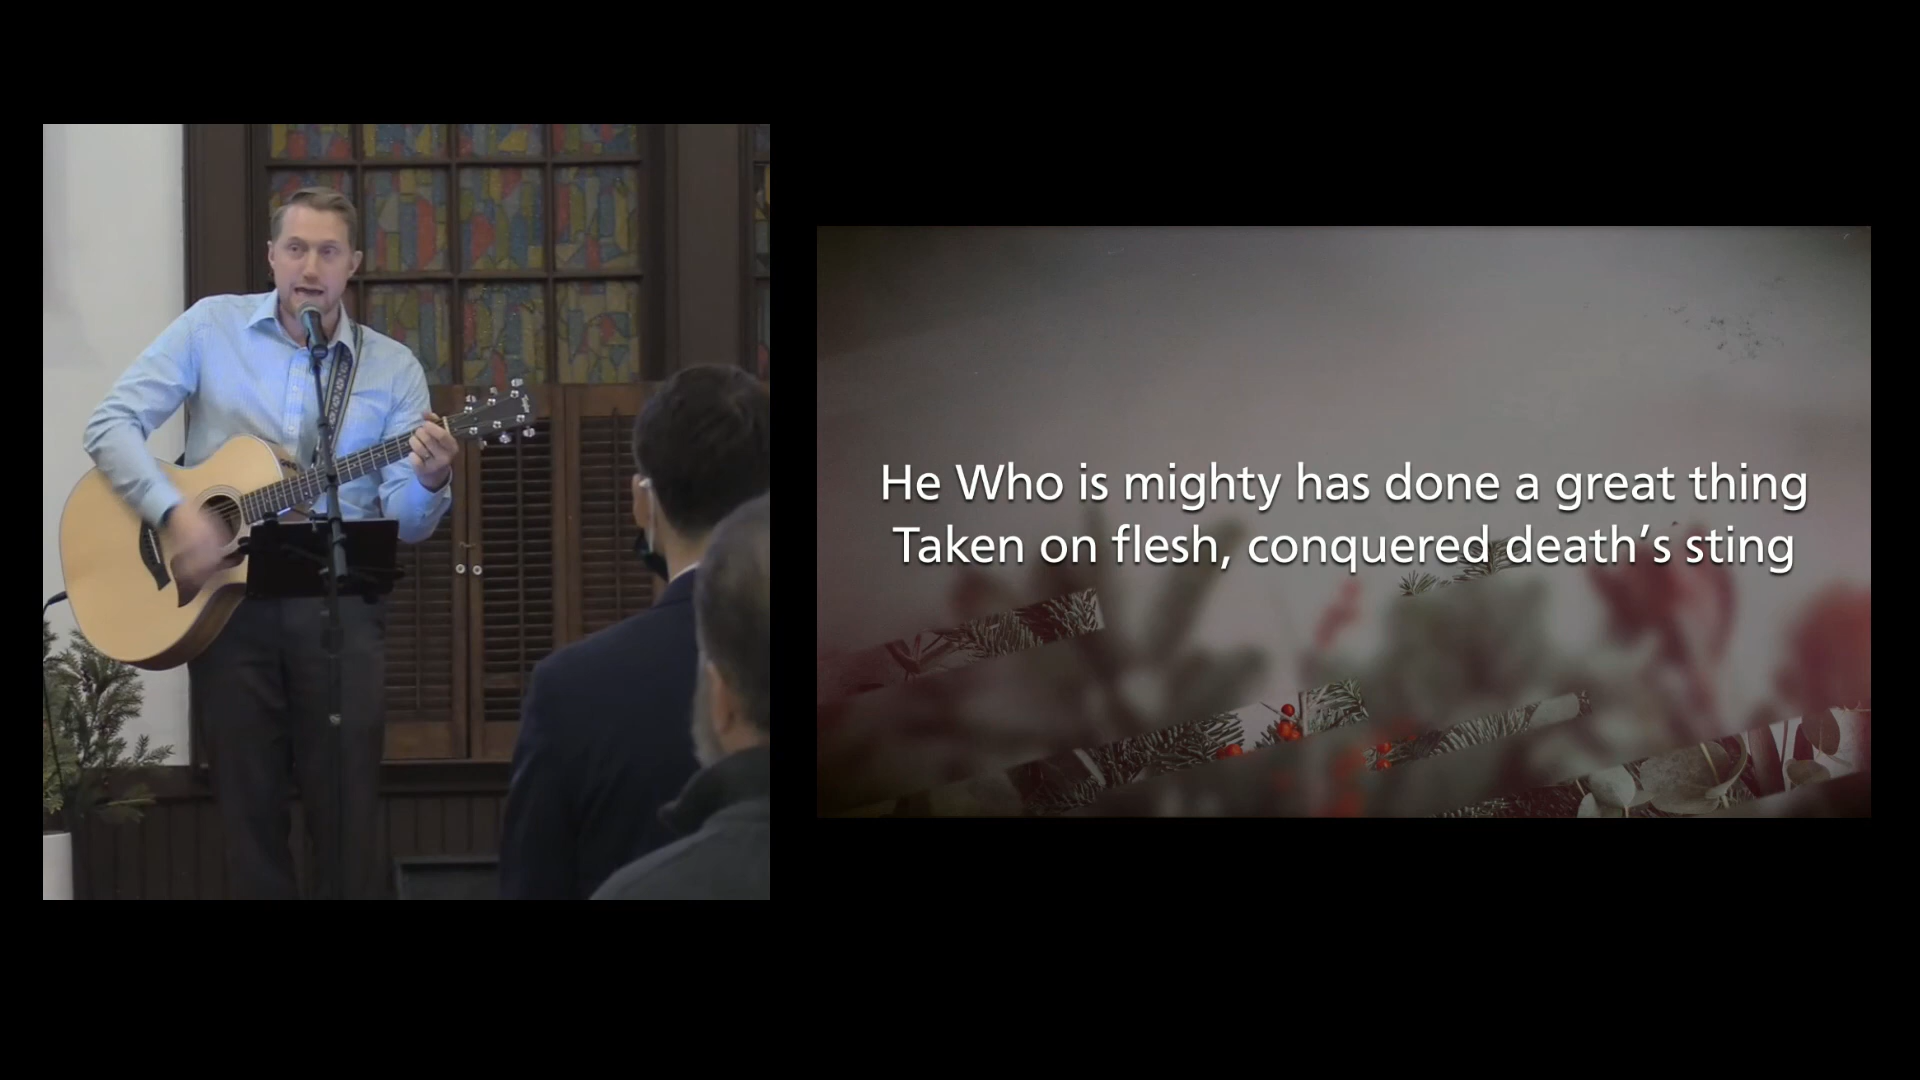 He Who is mighty has done a great thing
Taken on flesh, conquered death's sting